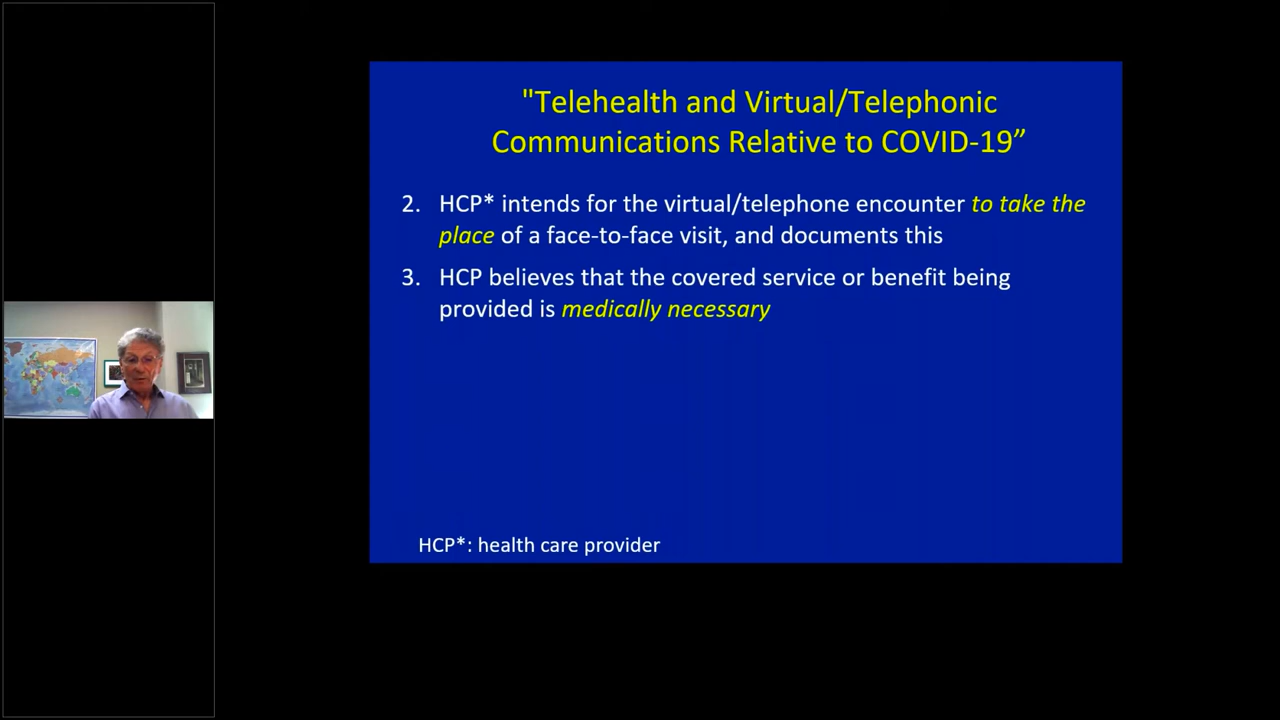 "Telehealth and Virtual/Telephonic
Communications Relative to COVID-19”
2. HCP* intends for the virtual/telephone encounter to take the
place of a face-to-face visit, and documents this
3. HCP believes that the covered service or benefit being
provided is medically necessary
HCP*: health care provider